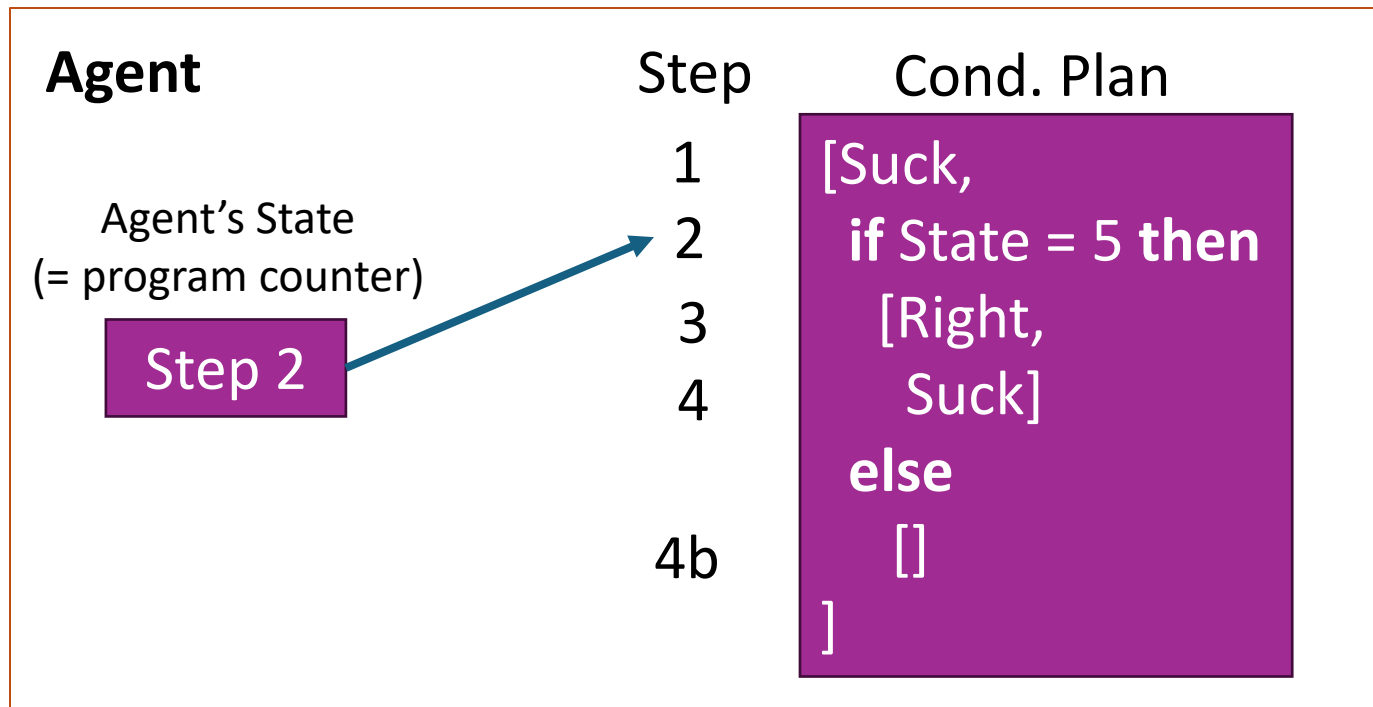 Agent
Agent’s State
(= program counter)
Step 2
Step
1
2
3
4
4b
Cond. Plan
[Suck,
if State = 5 then
[Right,
Suck]
else
[]
]